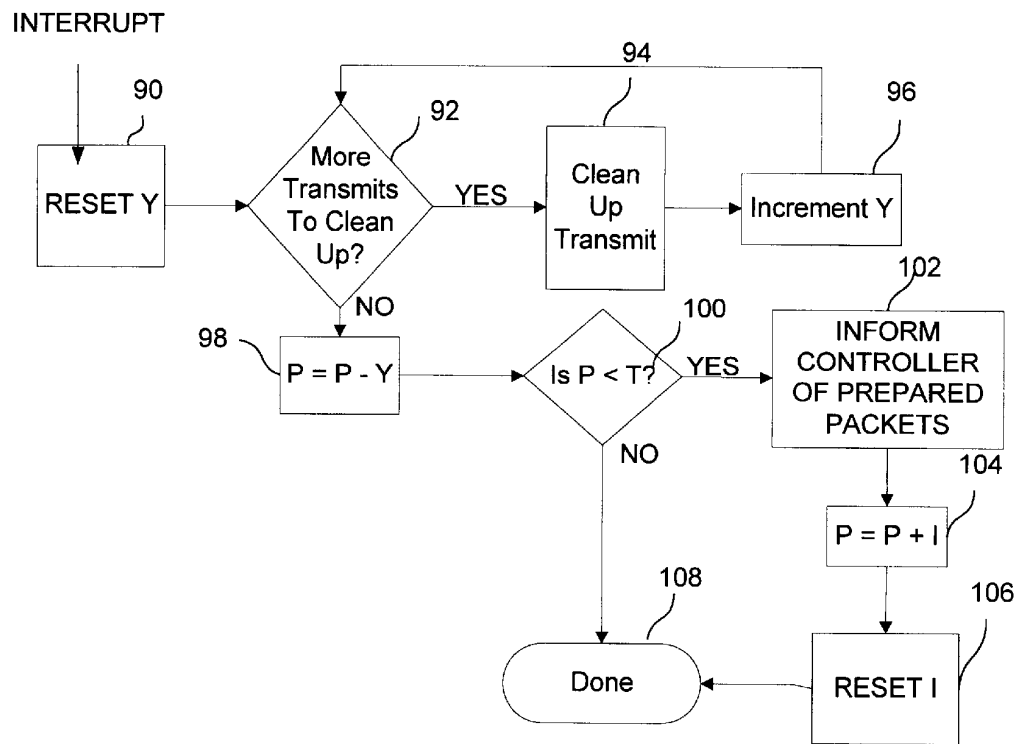 INTERRUPT
90
RESET Y
92
More
Transmits
To Clean
Up?
YES
94
Clean
Up
Transmit
96
Increment Y
NO
98
P = P - Y
100
Is P < T?
YES
102
INFORM
CONTROLLER
OF PREPARED
PACKETS
NO
104
P = P + I
106
RESET I
108
Done